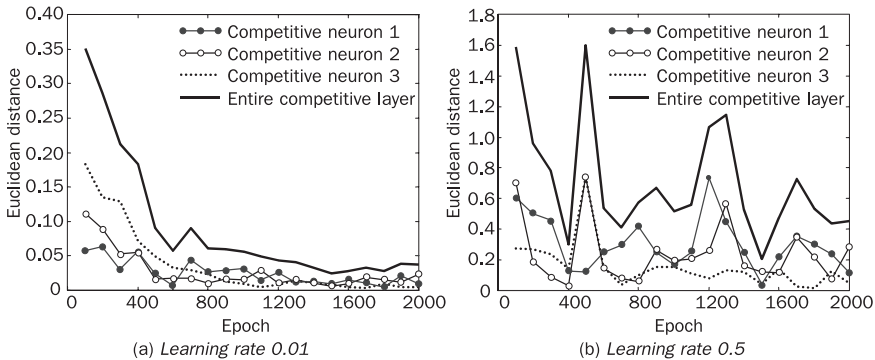 0.40
0.35
0.30
0.25
0.20
0.15
0.10
0.05
0
Euclidean distance
Competitive neuron 1
Competitive neuron 2
Competitive neuron 3
Entire competitive layer
0 400 800 1200 1600 2000
Epoch
(a) Learning rate 0.01
1.8
1.6
1.4
1.2
1.0
0.8
0.6
0.4
0.2
0
Euclidean distance
Competitive neuron 1
Competitive neuron 2
Competitive neuron 3
Entire competitive layer
0 400 800 1200 1600 2000
Epoch
(b) Learning rate 0.5